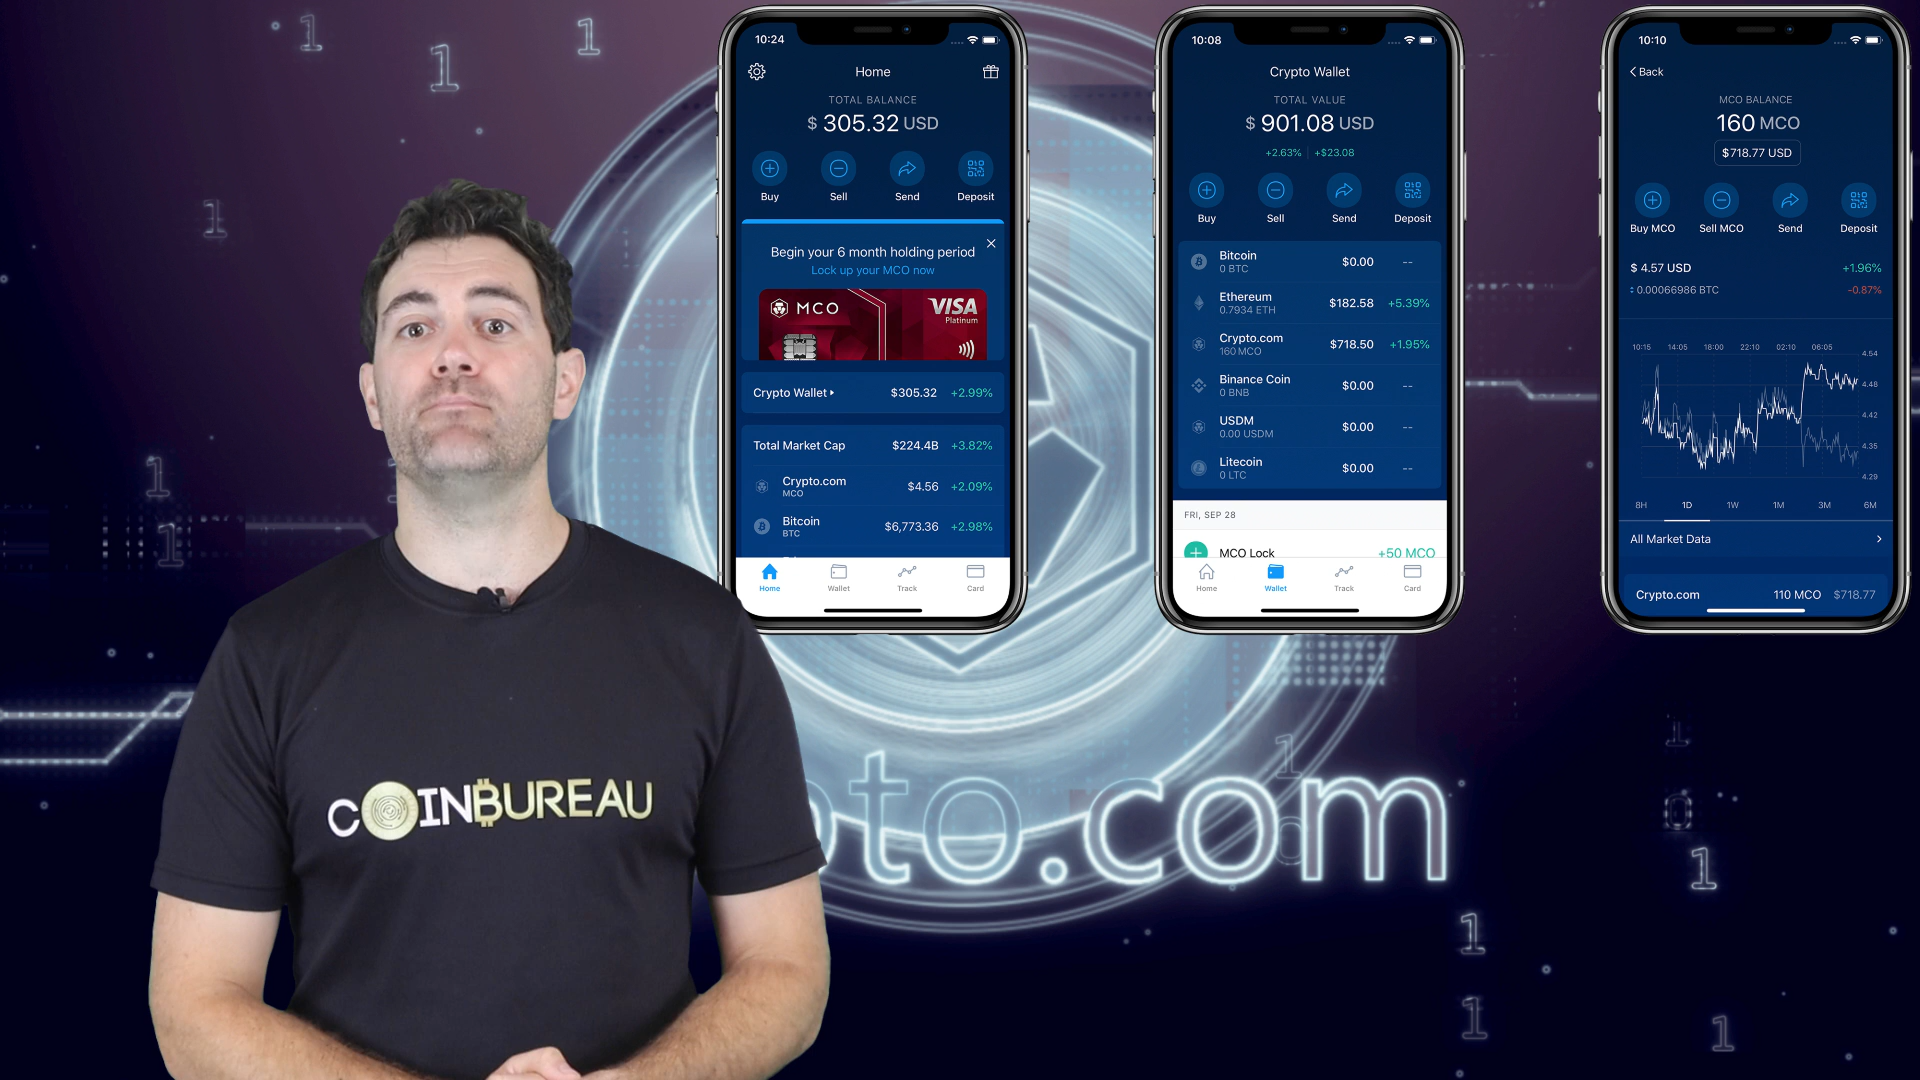 10:24
Home
TOTAL BALANCE
$ 305.32 USD
Buy
Sell
Send
Deposit
Begin your 6 month holding period
Lock up your MCO now
MCO
VISA
Platinum
Crypto Wallet
$305.32
+2.99%
Total Market Cap
$224.4B
+3.82%
Crypto.com
MCO
$4.56
+2.09%
Bitcoin
BTC
$6,773.36
+2.98%
Home
Wallet
Track
Card
10:08
Crypto Wallet
TOTAL VALUE
$ 901.08 USD
+2.63%
+$23.08
Buy
Sell
Send
Deposit
Bitcoin
0 BTC
$0.00
--
Ethereum
0.7934 ETH
$182.58
+5.39%
Crypto.com
160 MCO
$718.50
+1.95%
Binance Coin
0 BNB
$0.00
--
USDM
0.00 USDM
$0.00
--
Litecoin
0 LTC
$0.00
--
FRI, SEP 28
MCO Lock
+50 MCO
Home
Wallet
Track
Card
10:10
Back
MCO BALANCE
160 MCO
$718.77 USD
Buy MCO
Sell MCO
Send
Deposit
$ 4.57 USD
+1.96%
0.00066986 BTC
-0.87%
10:15 14:05 18:00 22:10 02:10 06:05
4.54
4.48
4.42
4.35
4.29
8H 1D 1W 1M 3M 6M
All Market Data
Crypto.com
110 MCO
$718.77
COINBUREAU
to.com